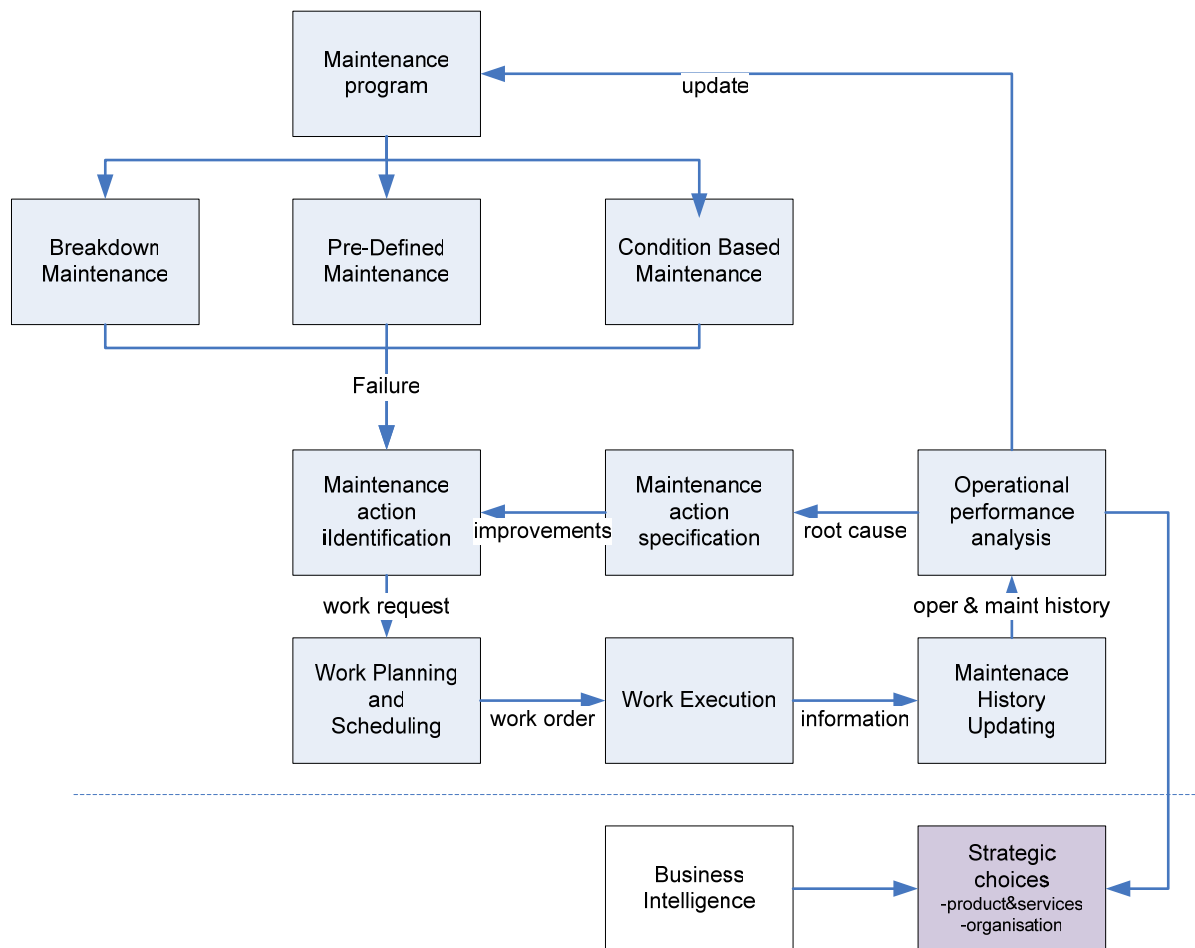 Maintenance
program
update
Breakdown
Maintenance
Pre-Defined
Maintenance
Condition Based
Maintenance
Failure
Maintenance
action
iIdentification
improvements
Maintenance
action
specification
root cause
Operational
performance
analysis
work request
oper & maint history
Work Planning
and
Scheduling
work order
Work Execution
information
Maintenace
History
Updating
Business
Intelligence
Strategic
choices
-product&services
-organisation